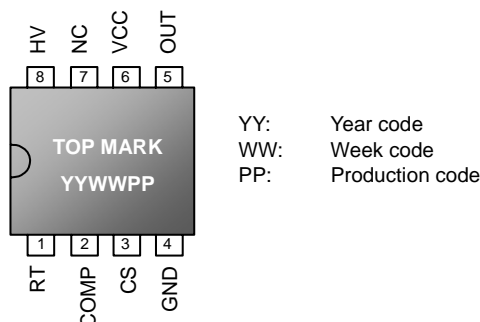 HV NC VCC OUT
8 7 6 5
TOP MARK
YYWWPP
1 2 3 4
RT COMP CS GND
YY: Year code
WW: Week code
PP: Production code